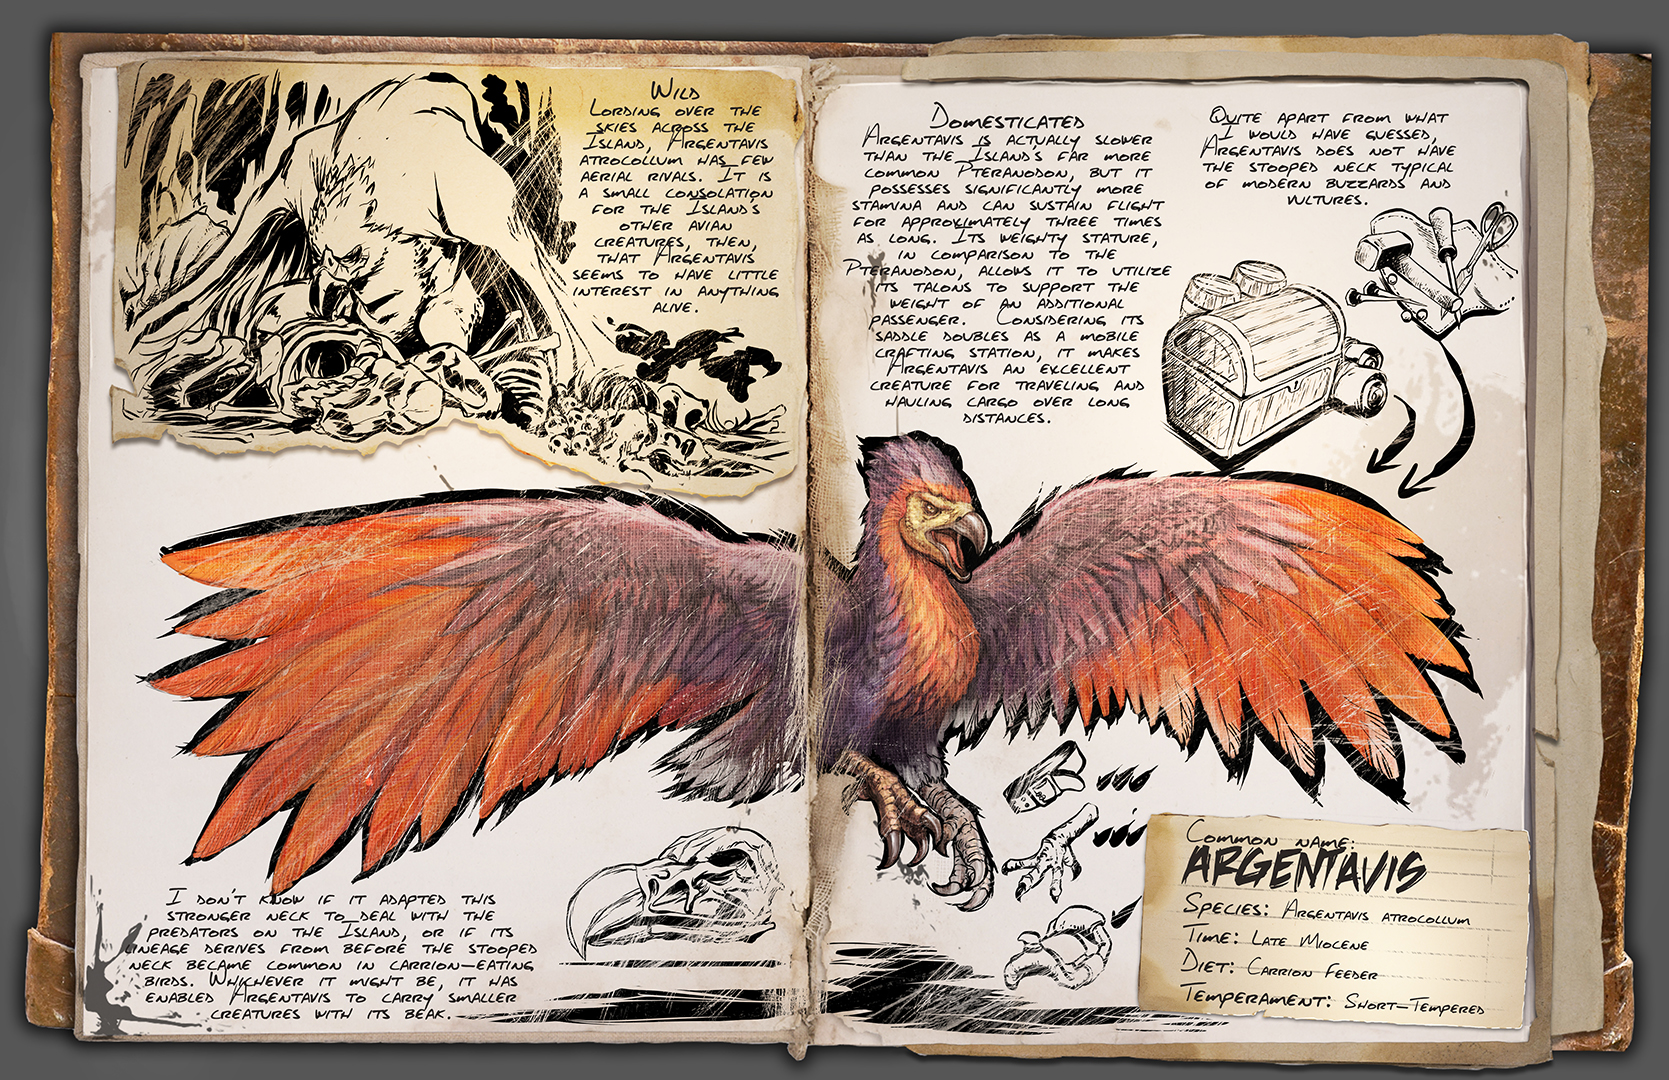 Wild
Lording over the
skies across the
Island, Argentavis
atrocollum has few
aerial rivals. It is
a small consolation
for the Island's
other avian
creatures, then,
that Argentavis
seems to have little
interest in anything
alive.
Domesticated
Argentavis is actually slower
than the Island's far more
common Pteranodon, but it
possesses significantly more
stamina and can sustain flight
for approximately three times
as long. Its weighty stature,
in comparison to the
Pteranodon, allows it to utilize
its talons to support the
weight of an additional
passenger. Considering its
saddle doubles as a mobile
crafting station, it makes
Argentavis an excellent
creature for traveling and
hauling cargo over long
distances.
Quite apart from what
I would have guessed,
Argentavis does not have
the stooped neck typical
of modern buzzards and
vultures.
I don't know if it adapted this
stronger neck to deal with the
predators on the Island, or if its
lineage derives from before the stooped
neck became common in carrion-eating
birds. Whichever it might be, it has
enabled Argentavis to carry smaller
creatures with its beak.
Common name:
ARGENTAVIS
Species: Argentavis atrocollum
Time: Late Miocene
Diet: Carrion Feeder
Temperament: Short-Tempered